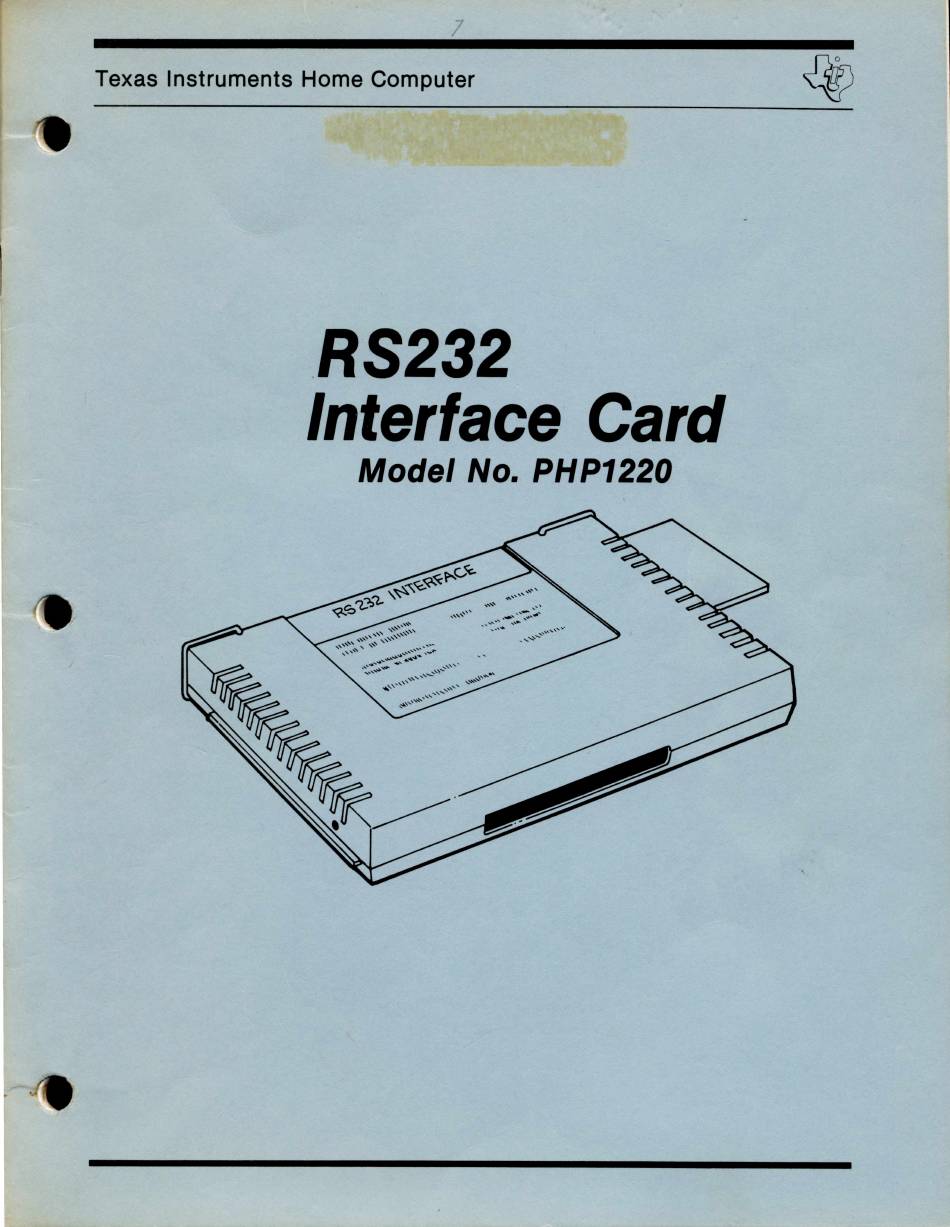 7
Texas Instruments Home Computer
RS232
Interface Card
Model No. PHP1220
RS232 INTERFACE